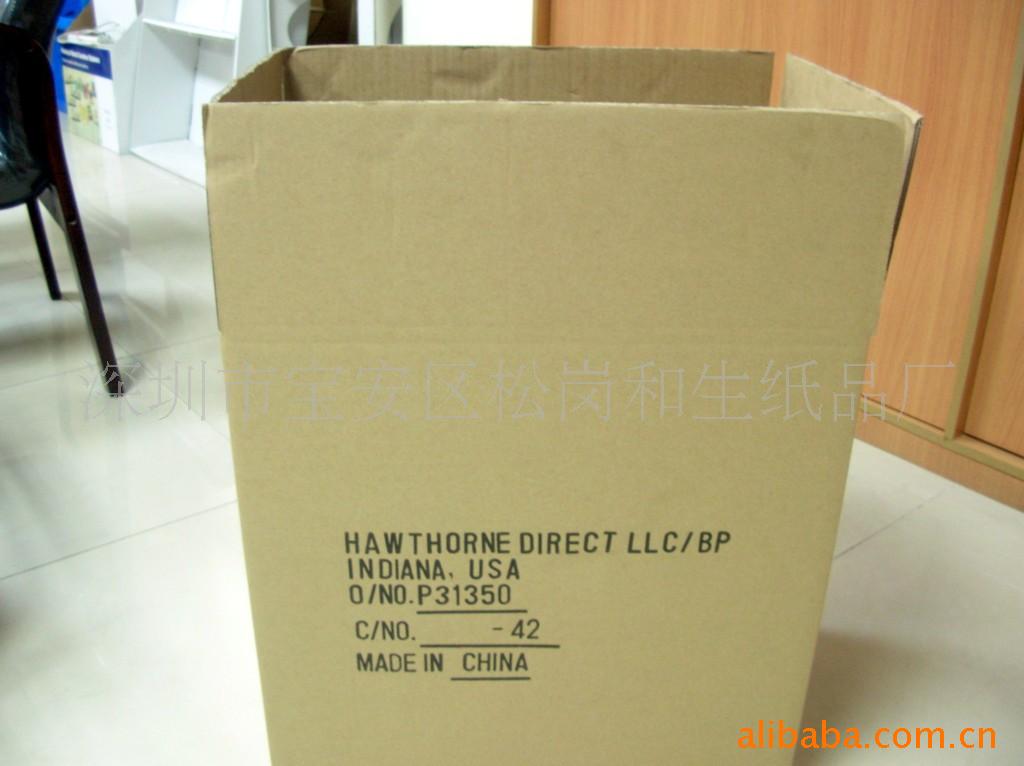 深圳市宝安区松岗和生纸品厂
HAWTHORNE DIRECT LLC/BP
INDIANA, USA
O/NO. P31350
C/NO. -42
MADE IN CHINA
alibaba.com.cn